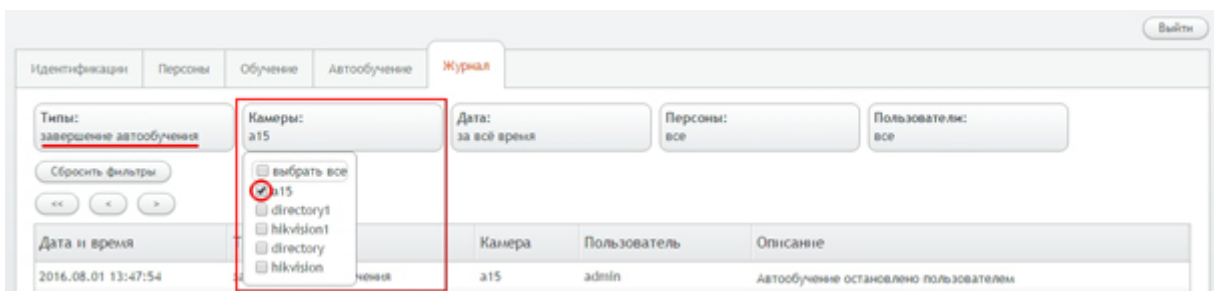 Выйти
Идентификации Персоны Обучение Автообучение Журнал
Типы: Камеры: Дата: Персоны: Пользователи:
завершение автообучения a15 за всё время все все
Сбросить фильтры
выбрать все
<< < >
a15
directory1
hikvision1
directory
hikvision
Дата и время Камера Пользователь Описание
2016.08.01 13:47:54 a15 admin Автообучение остановлено пользователем